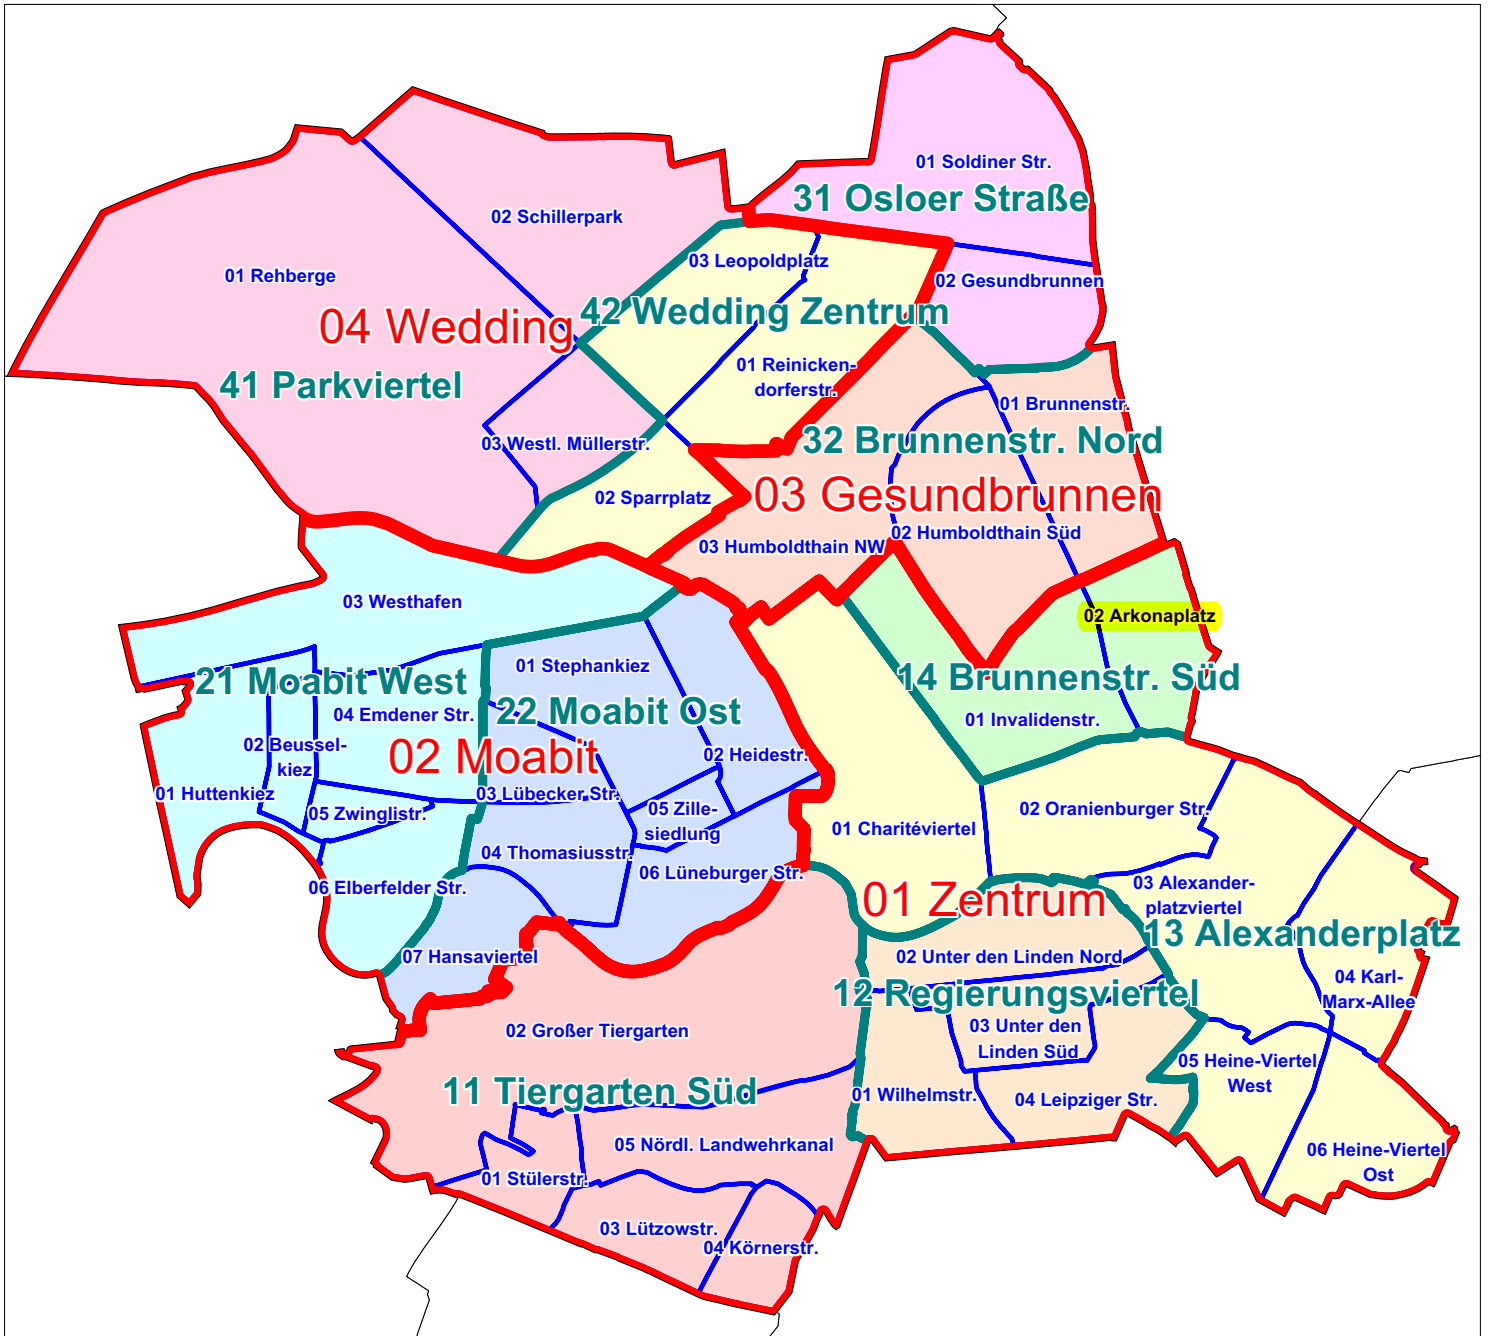 01 Soldiner Str.
31 Osloer Straße
02 Schillerpark
03 Leopoldplatz
01 Rehberge
02 Gesundbrunnen
42 Wedding Zentrum
04 Wedding
01 Reinicken-
dorferstr.
41 Parkviertel
01 Brunnenstr.
32 Brunnenstr. Nord
03 Westl. Müllerstr.
02 Sparrplatz
03 Gesundbrunnen
02 Humboldthain Süd
03 Humboldthain NW
03 Westhafen
02 Arkonaplatz
01 Stephankiez
21 Moabit West
14 Brunnenstr. Süd
04 Emdener Str.
22 Moabit Ost
01 Invalidenstr.
02 Beussel-
kiez
02 Moabit
02 Heidestr.
01 Huttenkiez
03 Lübecker Str.
05 Zwinglistr.
05 Zille-
siedlung
02 Oranienburger Str.
01 Charitéviertel
04 Thomasiusstr.
06 Lüneburger Str.
06 Elberfelder Str.
03 Alexander-
platzviertel
01 Zentrum
13 Alexanderplatz
07 Hansaviertel
02 Unter den Linden Nord
04 Karl-
Marx-Allee
12 Regierungsviertel
02 Großer Tiergarten
03 Unter den
Linden Süd
05 Heine-Viertel
West
11 Tiergarten Süd
01 Wilhelmstr.
04 Leipziger Str.
05 Nördl. Landwehrkanal
06 Heine-Viertel
Ost
01 Stülerstr.
03 Lützowstr.
04 Körnerstr.